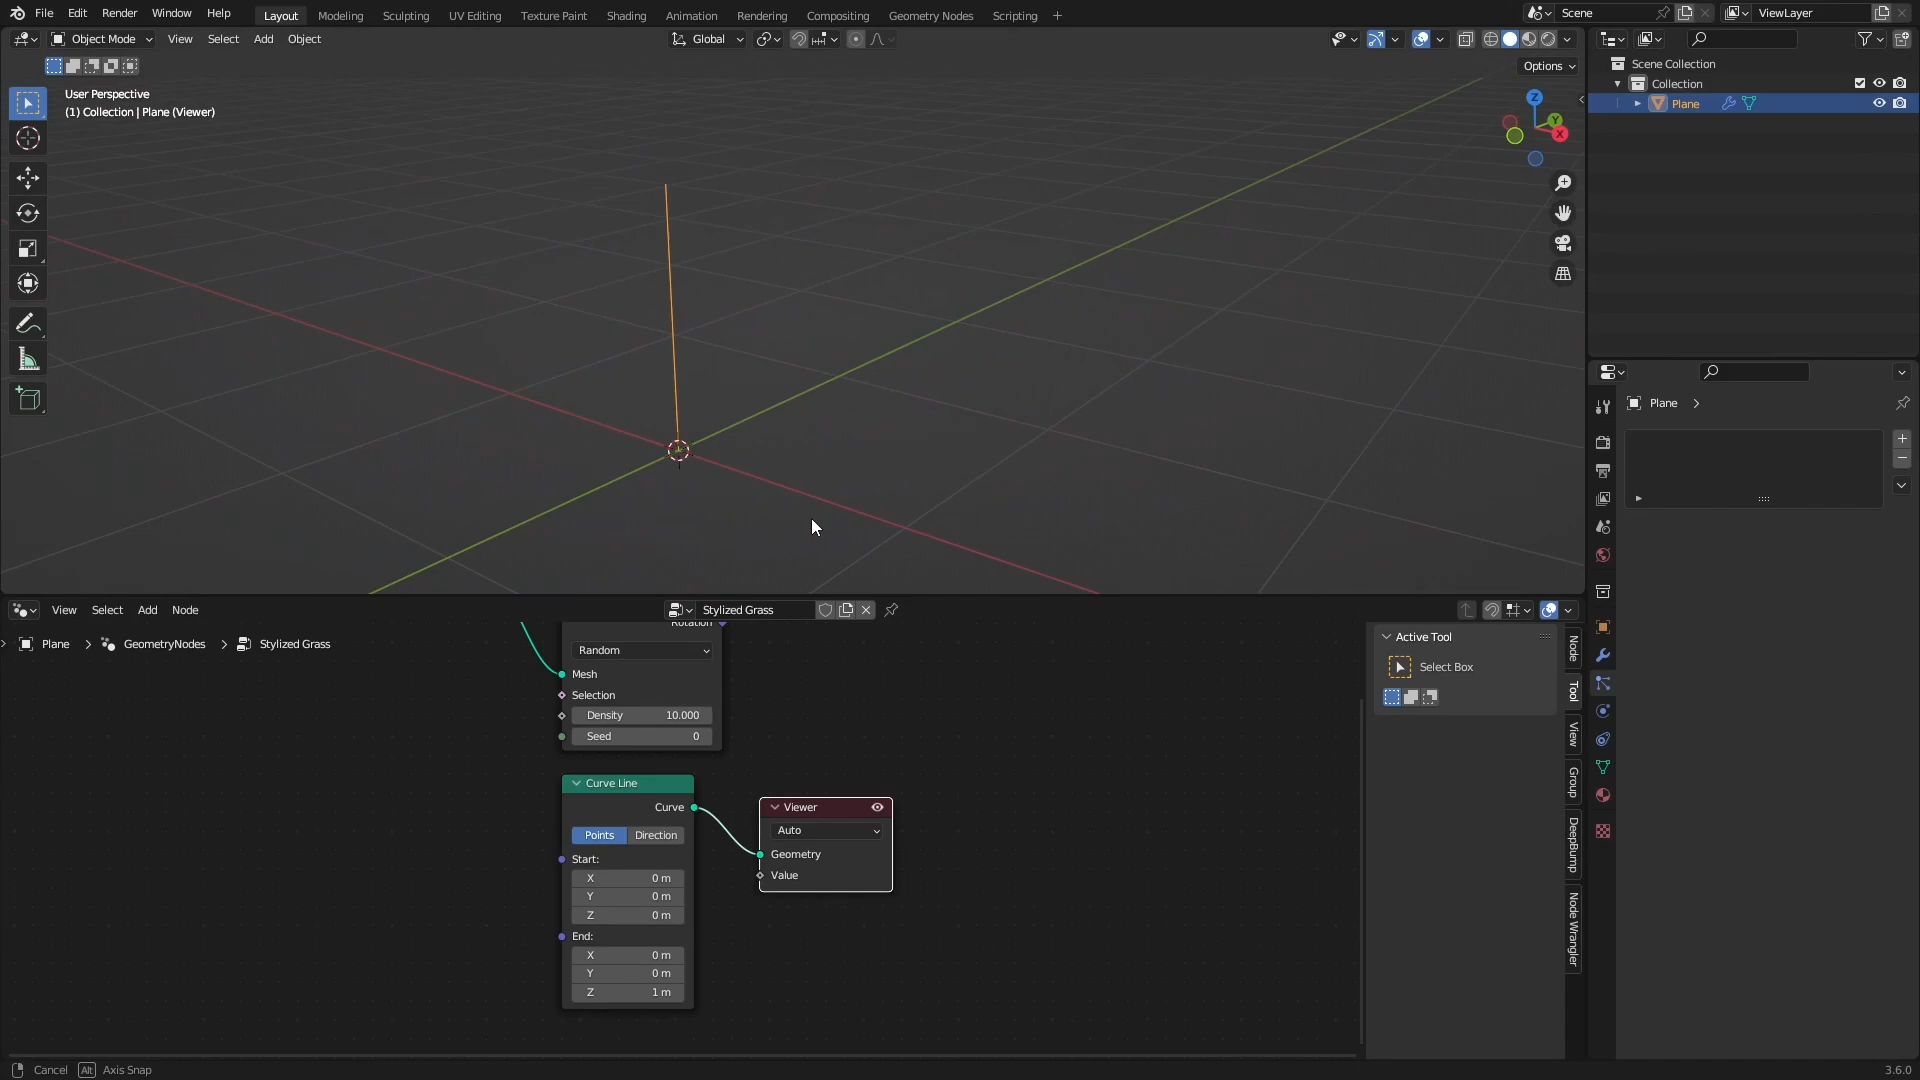 File Edit Render Window Help Layout Modeling Sculpting UV Editing Texture Paint Shading Animation Rendering Compositing Geometry Nodes Scripting + Scene ViewLayer
Object Mode View Select Add Object Global
Options
User Perspective
(1) Collection | Plane (Viewer)
Z
Y
X
Scene Collection
Collection
Plane
Plane
View Select Add Node Stylized Grass
Plane GeometryNodes Stylized Grass
Rotation
Random
Mesh
Selection
Density 10.000
Seed 0
Curve Line
Curve
Points Direction
Start:
X 0 m
Y 0 m
Z 0 m
End:
X 0 m
Y 0 m
Z 1 m
Viewer
Auto
Geometry
Value
Active Tool
Select Box
Node
Tool
View
Group
DeepBump
Node Wrangler
Cancel Alt Axis Snap
3.6.0